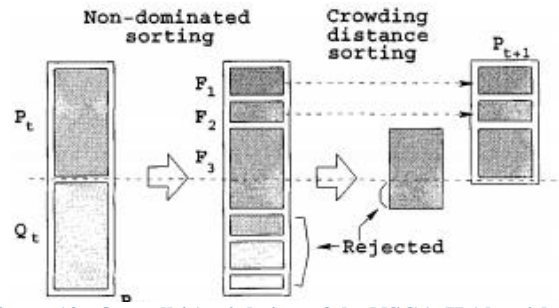 Non-dominated
sorting
Crowding
distance
sorting
P t+1
F 1
F 2
P t
F 3
Q t
Rejected